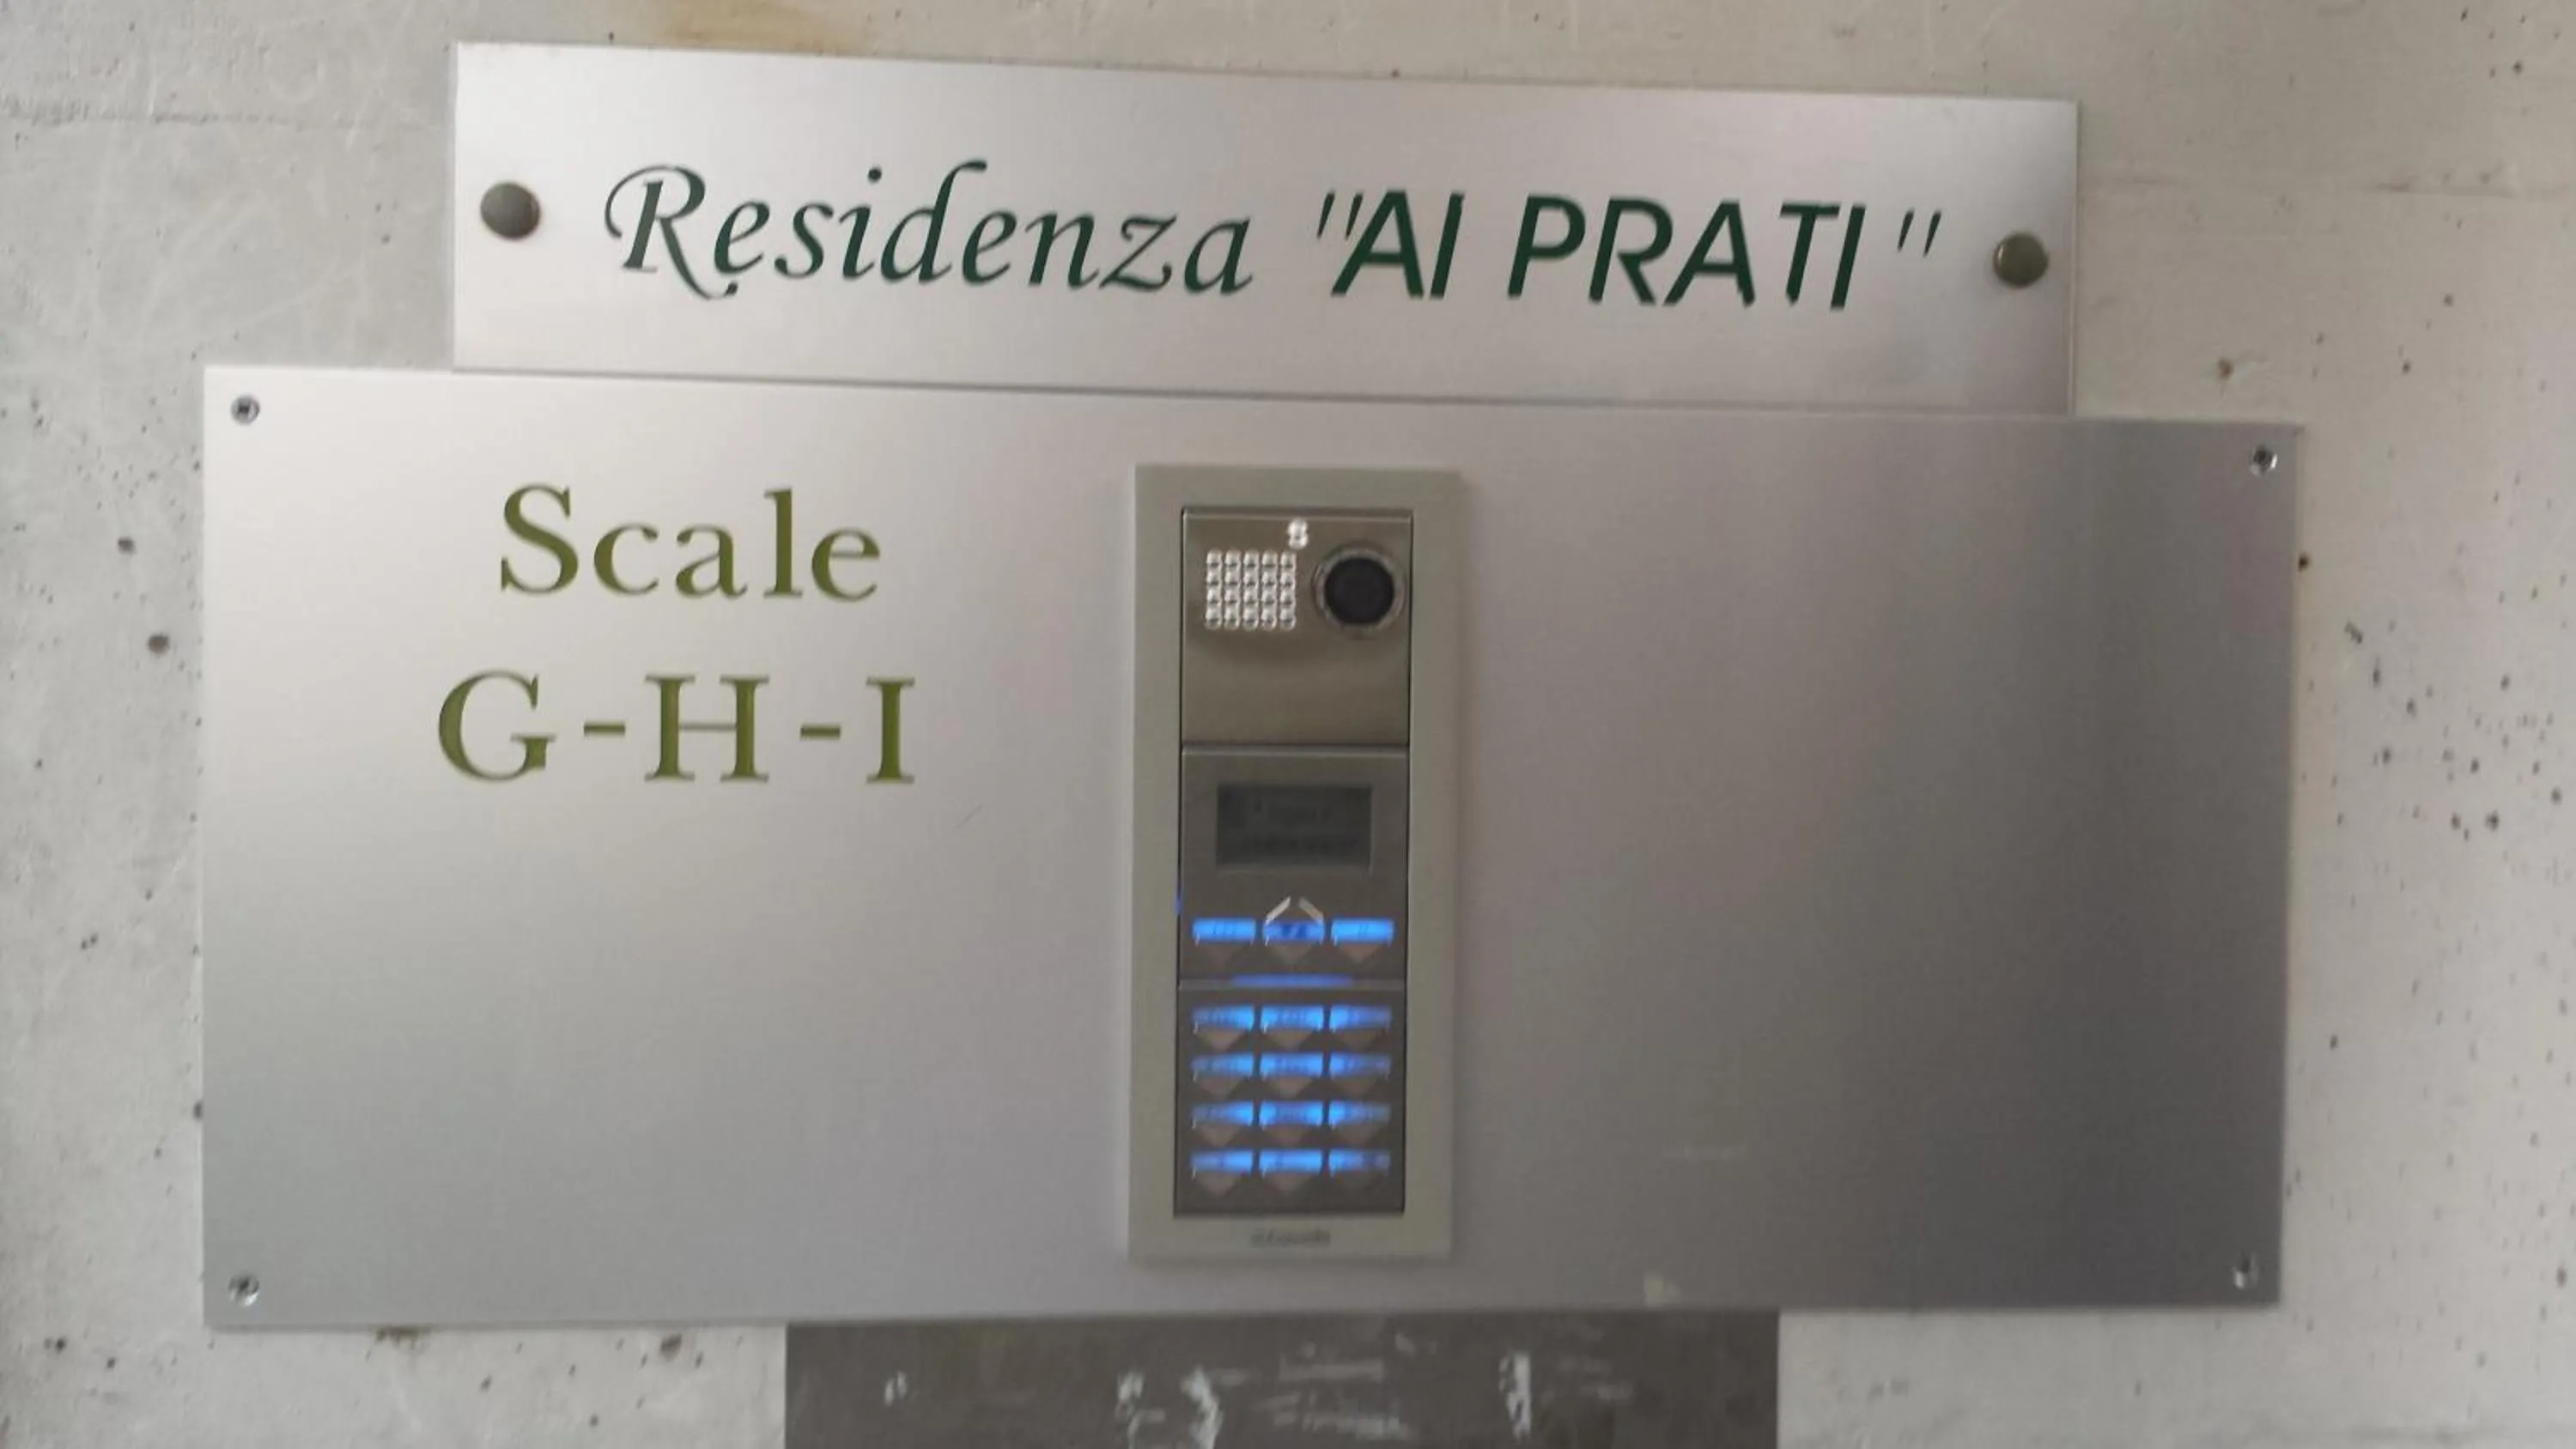 Residenza "AI PRATI"
Scale
G-H-I